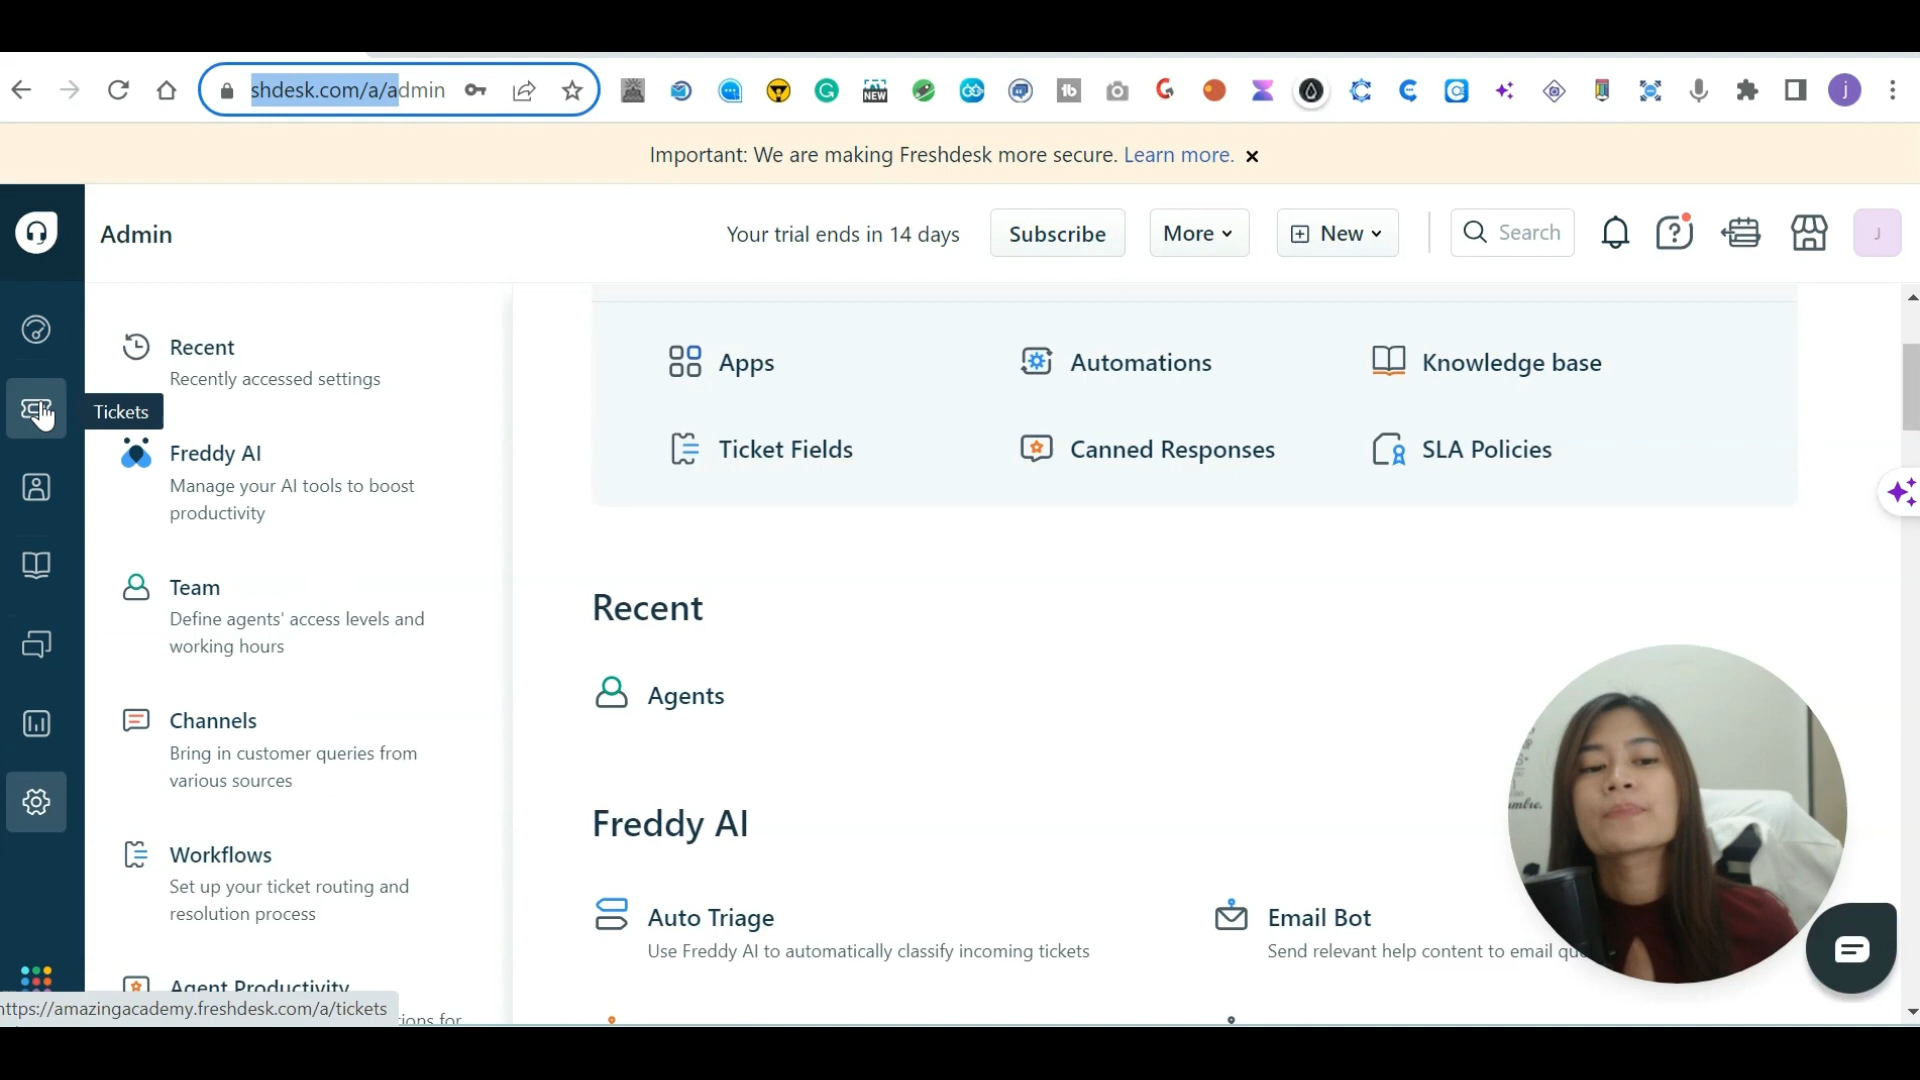 shdesk.com/a/admin
NEW
1b
j
Important: We are making Freshdesk more secure. Learn more.
Admin
Your trial ends in 14 days
Subscribe
More
New
Search
J
Recent
Recently accessed settings
Tickets
Freddy AI
Manage your AI tools to boost
productivity
Team
Define agents' access levels and
working hours
Channels
Bring in customer queries from
various sources
Workflows
Set up your ticket routing and
resolution process
Agent Productivity
https://amazingacademy.freshdesk.com/a/tickets
Apps
Automations
Knowledge base
Ticket Fields
Canned Responses
SLA Policies
Recent
Agents
Freddy AI
Auto Triage
Use Freddy AI to automatically classify incoming tickets
Email Bot
Send relevant help content to email